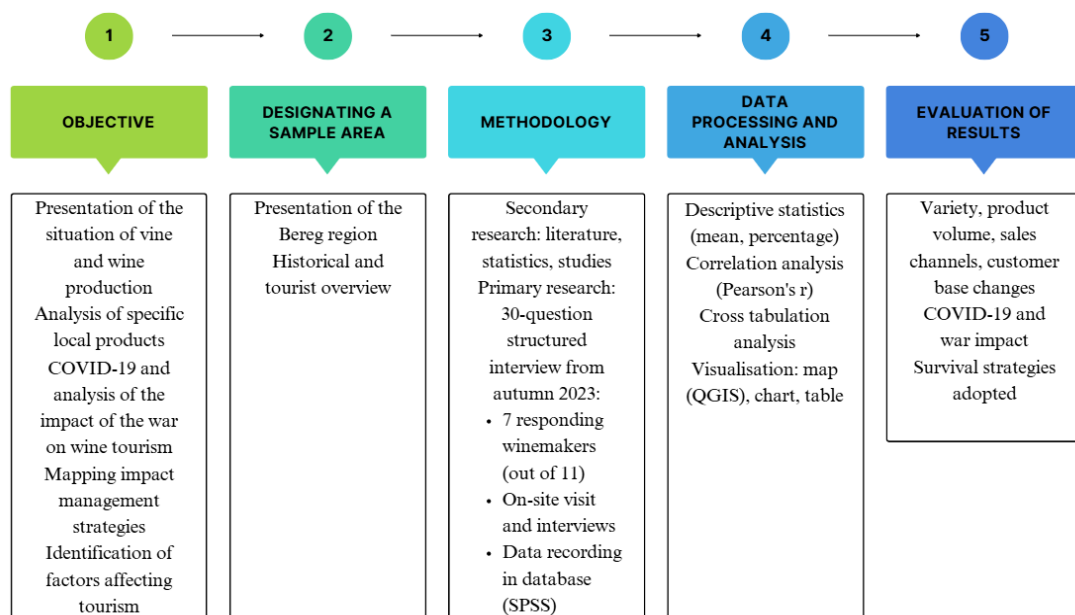 1
2
3
4
5
OBJECTIVE
DESIGNATING A
SAMPLE AREA
METHODOLOGY
DATA
PROCESSING AND
ANALYSIS
EVALUATION OF
RESULTS
Presentation of the
situation of vine
and wine
production
Analysis of specific
local products
COVID-19 and
analysis of the
impact of the war
on wine tourism
Mapping impact
management
strategies
Identification of
factors affecting
tourism
Presentation of the
Bereg region
Historical and
tourist overview
Secondary
research: literature,
statistics, studies
Primary research:
30-question
structured
interview from
autumn 2023:
• 7 responding
winemakers
(out of 11)
• On-site visit
and interviews
• Data recording
in database
(SPSS)
Descriptive statistics
(mean, percentage)
Correlation analysis
(Pearson's r)
Cross tabulation
analysis
Visualisation: map
(QGIS), chart, table
Variety, product
volume, sales
channels, customer
base changes
COVID-19 and
war impact
Survival strategies
adopted